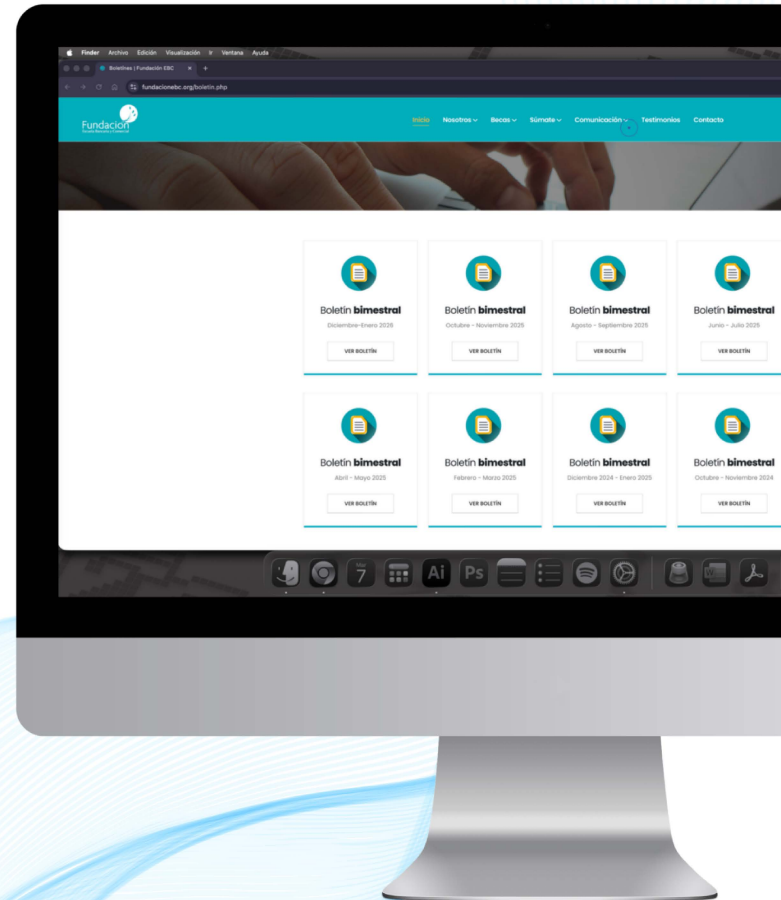 Finder Archivo Edición Visualización Ir Ventana Ayuda
Boletines | Fundación EBC × +
fundacionebc.org/boletin.php
Fundación
Inicio Nosotros Becas Súmate Comunicación Testimonios Contacto
Boletín bimestral Boletín bimestral Boletín bimestral Boletín bimestral
Diciembre-Enero 2026 Octubre - Noviembre 2025 Agosto - Septiembre 2025 Junio - Julio 2025
VER BOLETÍN VER BOLETÍN VER BOLETÍN VER BOLETÍN
Boletín bimestral Boletín bimestral Boletín bimestral Boletín bimestral
Abril - Mayo 2025 Febrero - Marzo 2025 Diciembre 2024 - Enero 2025 Octubre - Noviembre 2024
VER BOLETÍN VER BOLETÍN VER BOLETÍN VER BOLETÍN
7 Ai Ps W